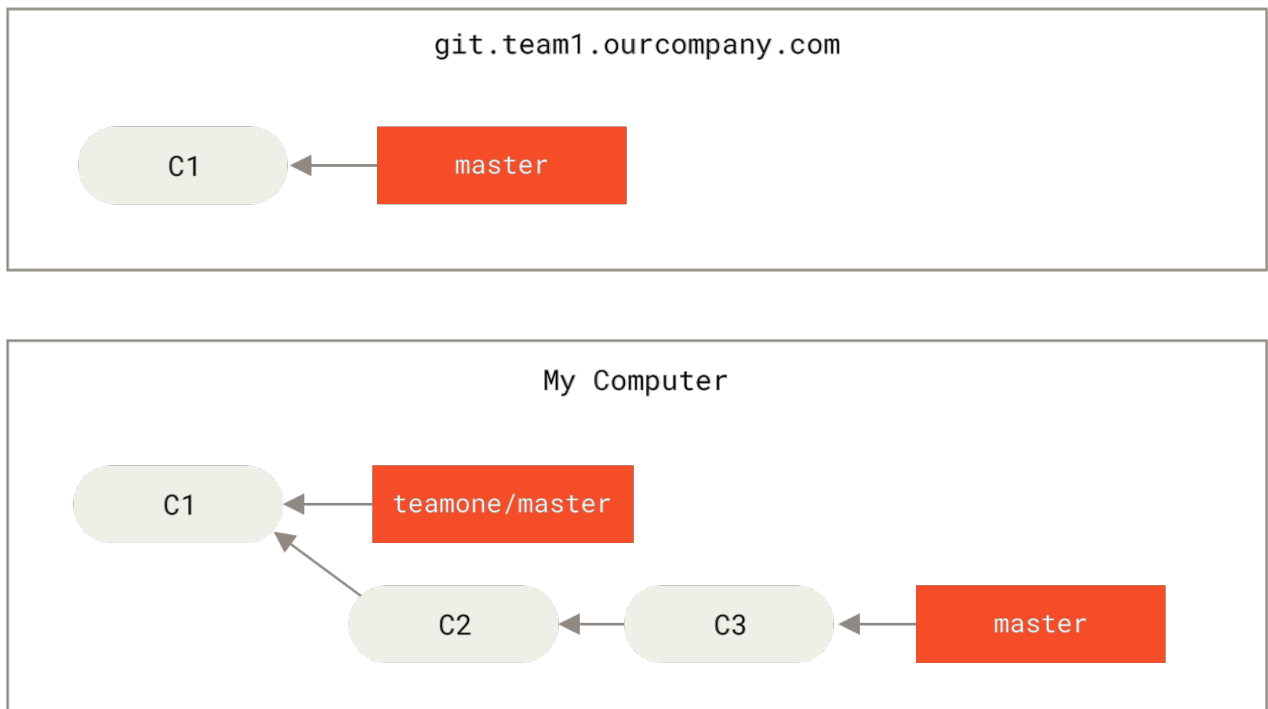 git.team1.ourcompany.com
C1
master
My Computer
C1
teamone/master
C2
C3
master